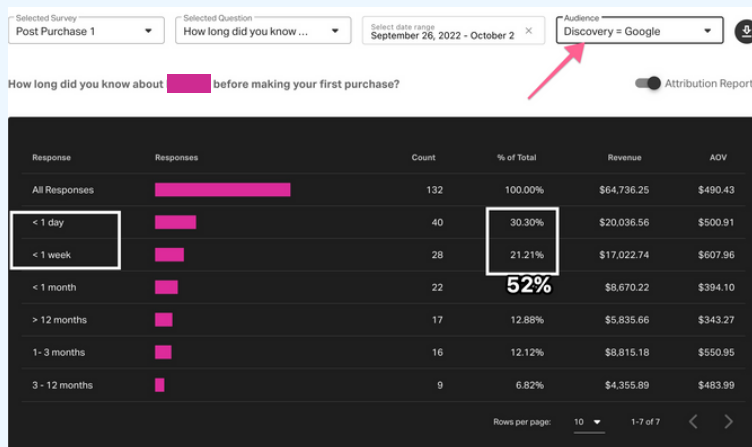 Selected Survey
Post Purchase 1
Selected Question
How long did you know ...
Select date range
September 26, 2022 - October 2
Audience
Discovery = Google
How long did you know about before making your first purchase?
Attribution Report
Response Responses Count % of Total Revenue AOV
All Responses 132 100.00% $64,736.25 $490.43
< 1 day 40 30.30% $20,036.56 $500.91
< 1 week 28 21.21% $17,022.74 $607.96
52%
< 1 month 22 $8,670.22 $394.10
> 12 months 17 12.88% $5,835.66 $343.27
1- 3 months 16 12.12% $8,815.18 $550.95
3 - 12 months 9 6.82% $4,355.89 $483.99
Rows per page: 10 1-7 of 7